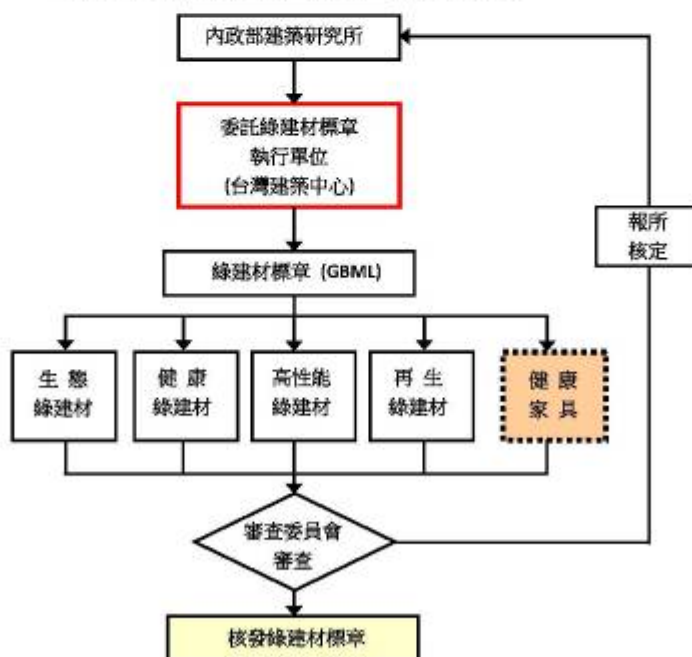 內政部建築研究所
委託綠建材標章
執行單位
(台灣建築中心)
報所
核定
綠建材標章 (GBML)
生 態
綠建材
健 康
綠建材
高性能
綠建材
再 生
綠建材
健 康
家 具
審查委員會
審查
核發綠建材標章